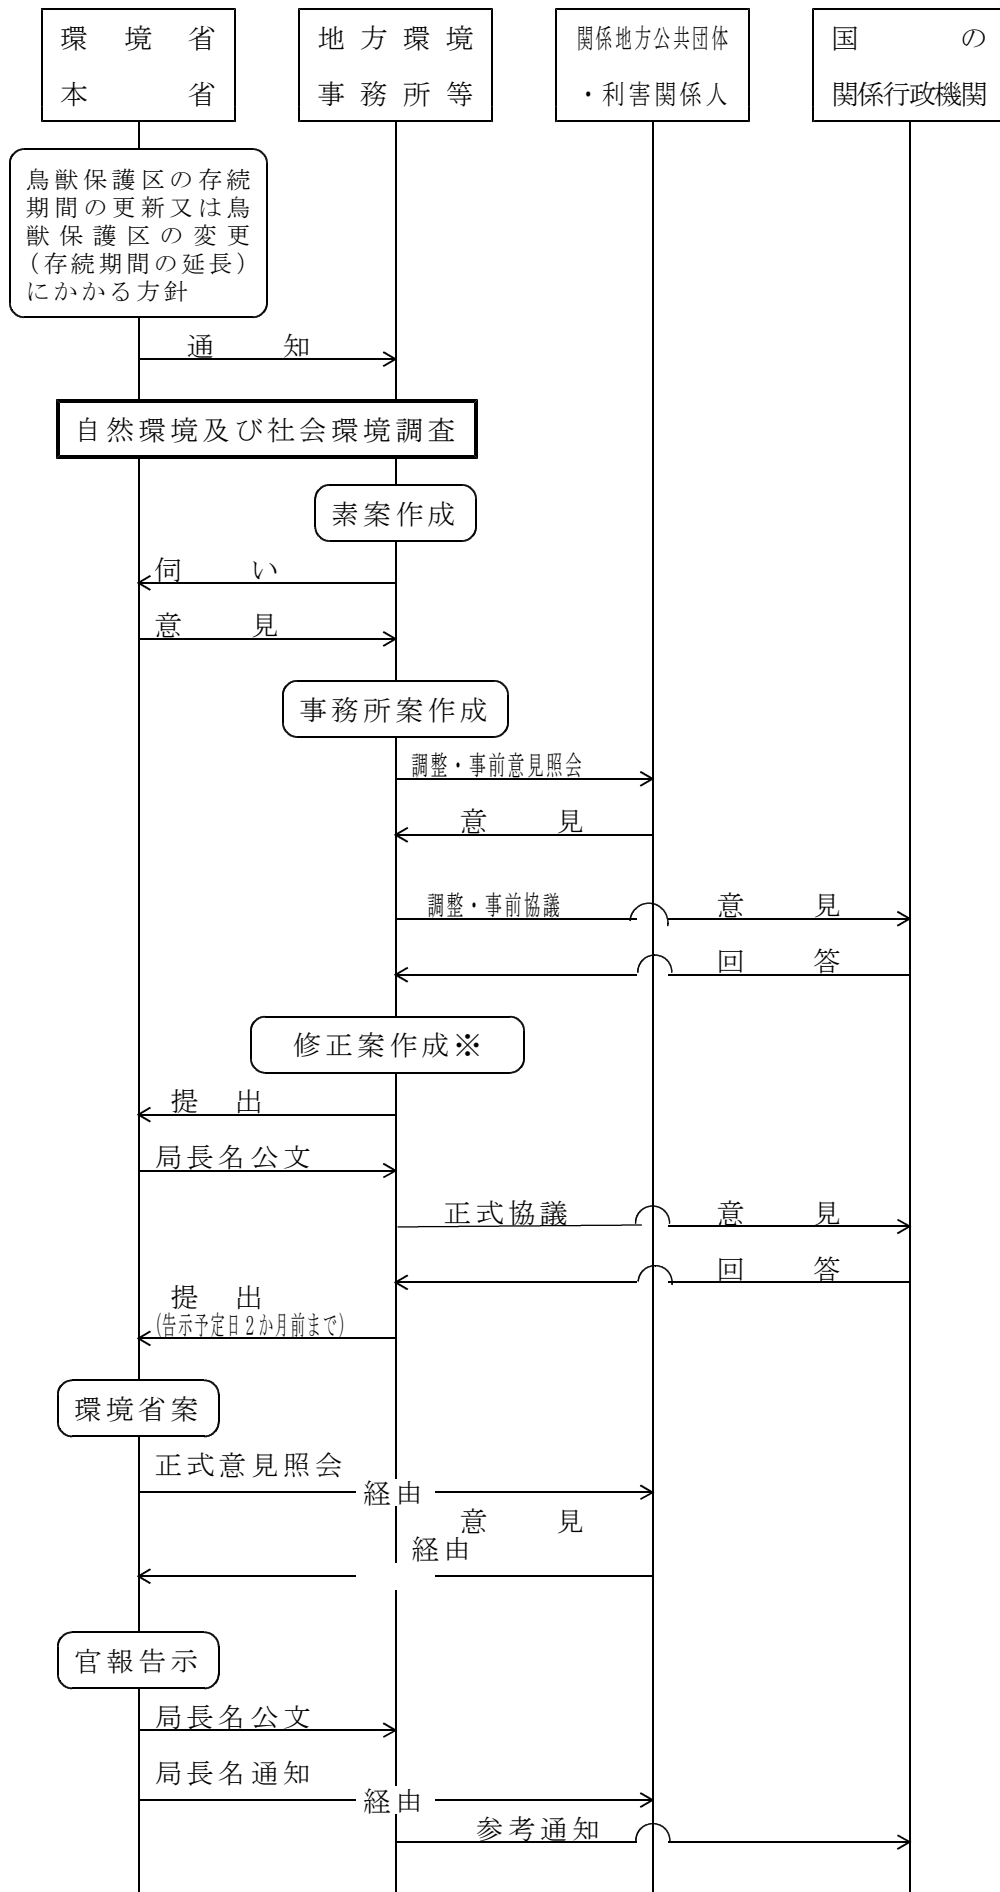 環境省
本省
地方環境
事務所等
関係地方公共団体
・利害関係人
国の
関係行政機関
鳥獣保護区の存続
期間の更新又は鳥
獣保護区の変更
（存続期間の延長）
にかかる方針
通知
自然環境及び社会環境調査
素案作成
伺い
意見
事務所案作成
調整・事前意見照会
意見
調整・事前協議 意見
回答
修正案作成※
提出
局長名公文
正式協議 意見
回答
提出
(告示予定日２か月前まで)
環境省案
正式意見照会
経由
意見
経由
官報告示
局長名公文
局長名通知
経由
参考通知